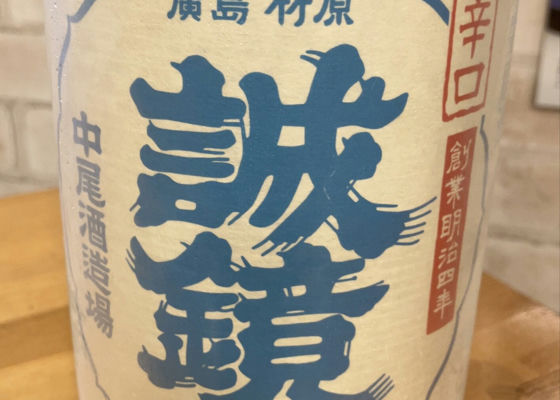 廣島 竹原
辛口
誠鏡
創業明治四年
中尾酒造場